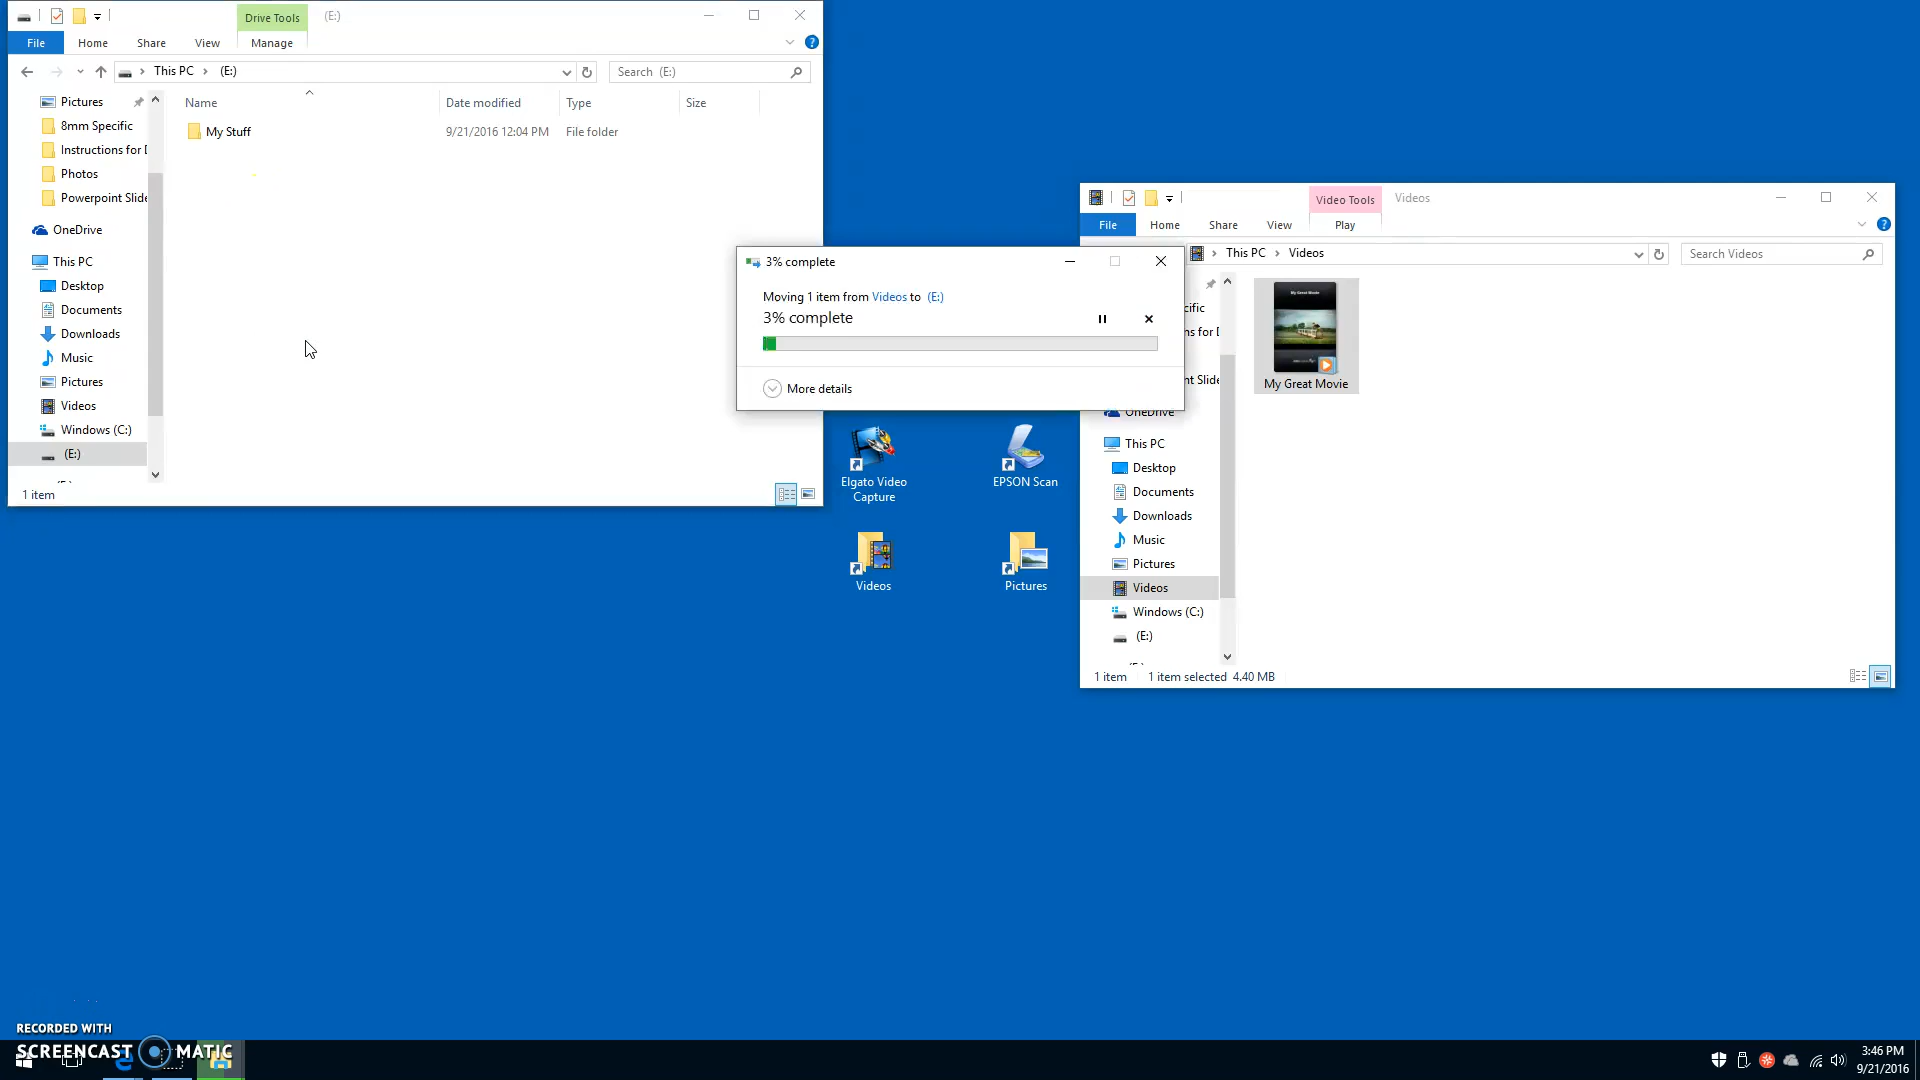 Drive Tools
(E:)
File
Home
Share
View
Manage
This PC
(E:)
Search (E:)
Name
Date modified
Type
Size
My Stuff
9/21/2016 12:04 PM
File folder
Pictures
8mm Specific
Instructions for
Photos
Powerpoint Slide
OneDrive
This PC
Desktop
Documents
Downloads
Music
Pictures
Videos
Windows (C:)
(E:)
1 item
3% complete
Moving 1 item from Videos to (E:)
3% complete
More details
Video Tools
Videos
File
Home
Share
View
Play
This PC
Videos
Search Videos
My Great Movie
My Great Movie
OneDrive
This PC
Desktop
Documents
Downloads
Music
Pictures
Videos
Windows (C:)
(E:)
1 item
1 item selected 4.40 MB
Elgato Video
Capture
EPSON Scan
Videos
Pictures
RECORDED WITH
SCREENCAST MATIC
3:46 PM
9/21/2016